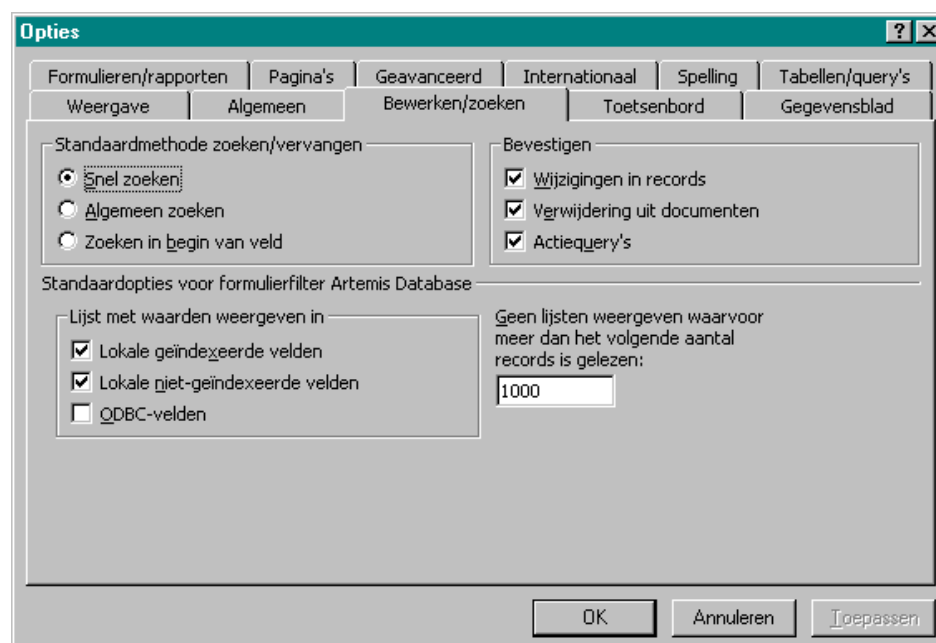 Opties
Formulieren/rapporten Pagina's Geavanceerd Internationaal Spelling Tabellen/query's
Weergave Algemeen Bewerken/zoeken Toetsenbord Gegevensblad
Standaardmethode zoeken/vervangen
Snel zoeken
Algemeen zoeken
Zoeken in begin van veld
Bevestigen
Wijzigingen in records
Verwijdering uit documenten
Actiequery's
Standaardopties voor formulierfilter Artemis Database
Lijst met waarden weergeven in
Lokale geïndexeerde velden
Lokale niet-geïndexeerde velden
ODBC-velden
Geen lijsten weergeven waarvoor
meer dan het volgende aantal
records is gelezen:
1000
OK Annuleren Toepassen